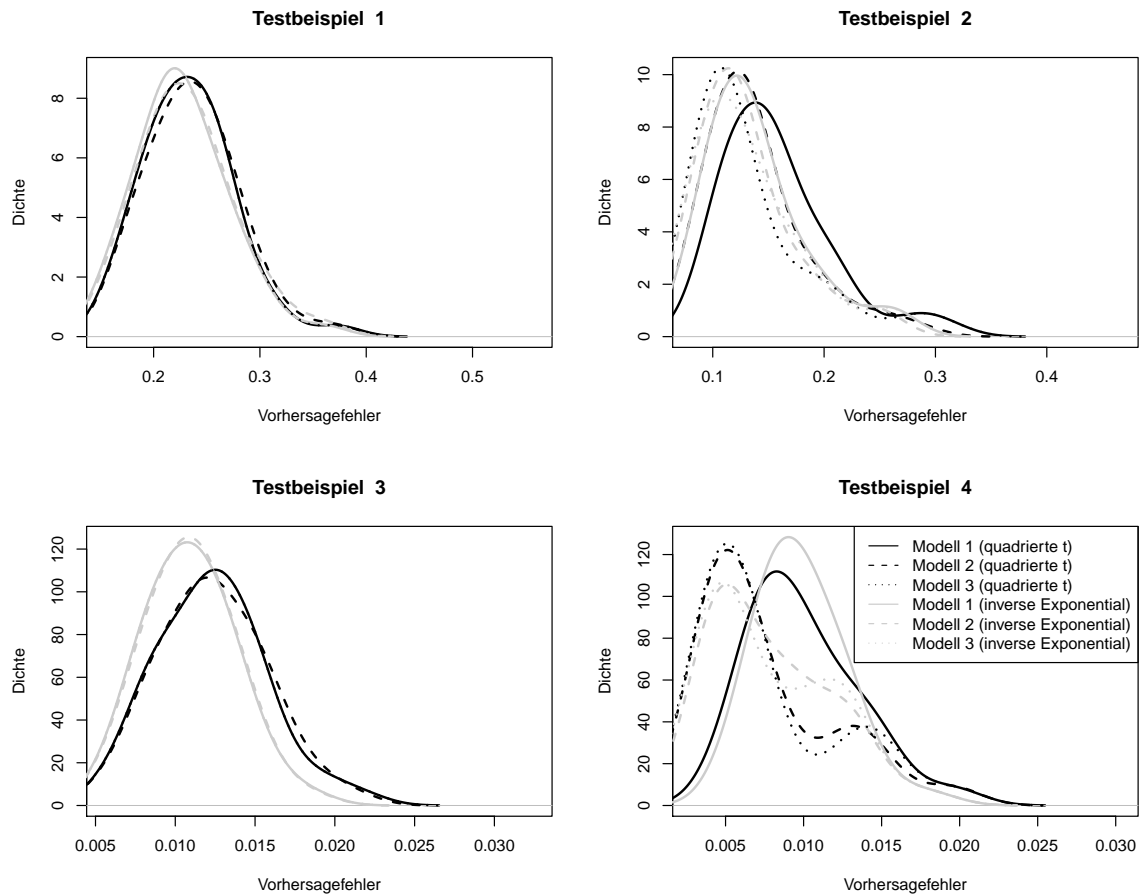 Testbeispiel 1
Dichte
0 2 4 6 8
0.2 0.3 0.4 0.5
Vorhersagefehler
Testbeispiel 2
Dichte
0 2 4 6 8 10
0.1 0.2 0.3 0.4
Vorhersagefehler
Testbeispiel 3
Dichte
0 20 40 60 80 100 120
0.005 0.010 0.015 0.020 0.025 0.030
Vorhersagefehler
Testbeispiel 4
Dichte
0 20 40 60 80 100 120
Modell 1 (quadrierte t)
Modell 2 (quadrierte t)
Modell 3 (quadrierte t)
Modell 1 (inverse Exponential)
Modell 2 (inverse Exponential)
Modell 3 (inverse Exponential)
0.005 0.010 0.015 0.020 0.025 0.030
Vorhersagefehler